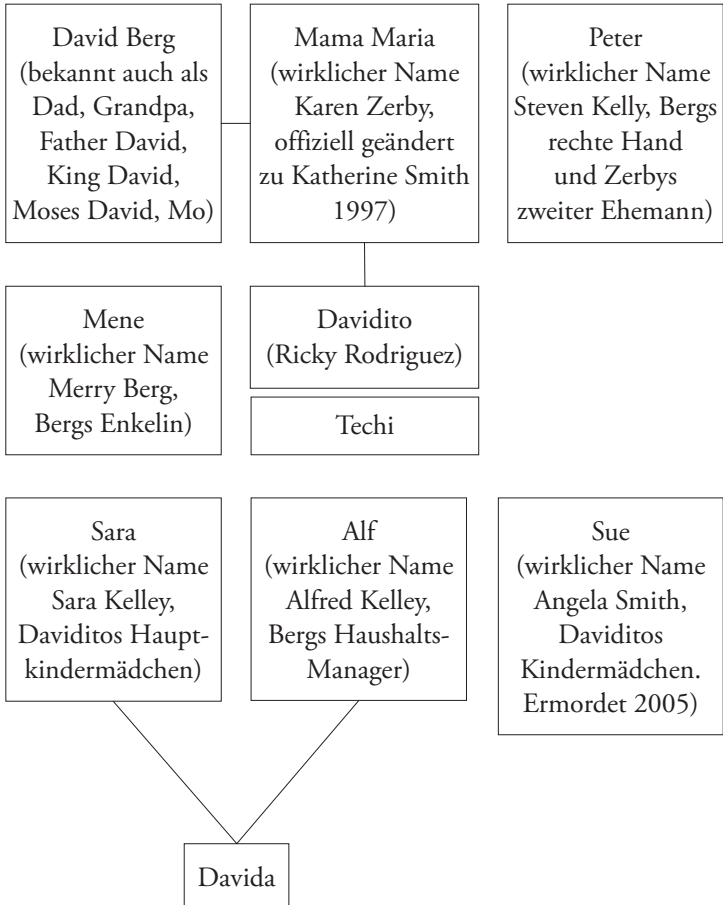 David Berg
(bekannt auch als
Dad, Grandpa,
Father David,
King David,
Moses David, Mo)
Mama Maria
(wirklicher Name
Karen Zerby,
offiziell geändert
zu Katherine Smith
1997)
Peter
(wirklicher Name
Steven Kelly, Bergs
rechte Hand
und Zerbys
zweiter Ehemann)
Mene
(wirklicher Name
Merry Berg,
Bergs Enkelin)
Davidito
(Ricky Rodriguez)
Techi
Sara
(wirklicher Name
Sara Kelley,
Daviditos Haupt-
kindermädchen)
Alf
(wirklicher Name
Alfred Kelley,
Bergs Haushalts-
Manager)
Sue
(wirklicher Name
Angela Smith,
Daviditos
Kindermädchen.
Ermordet 2005)
Davida